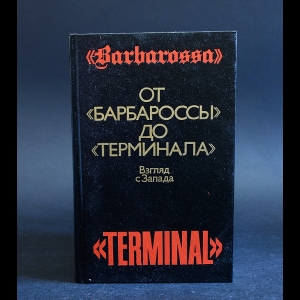 «Barbarossa»
ОТ
«БАРБАРОССЫ»
ДО
«ТЕРМИНАЛА»
Взгляд
с Запада
«TERMINAL»